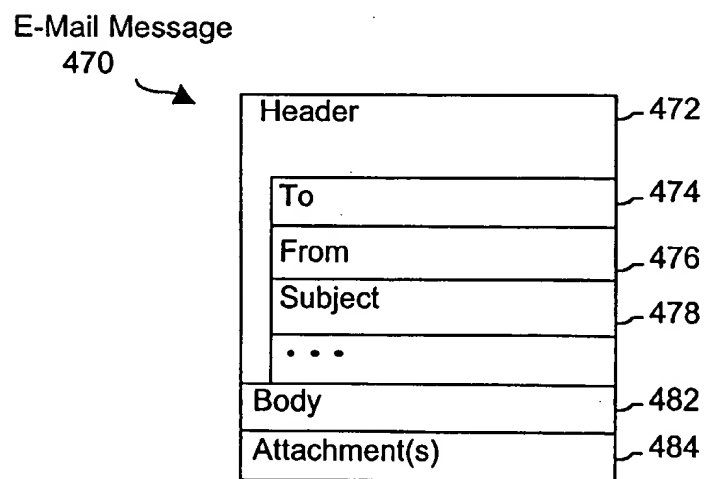 E-Mail Message
470
Header 472
To 474
From 476
Subject 478
...
Body 482
Attachment(s) 484